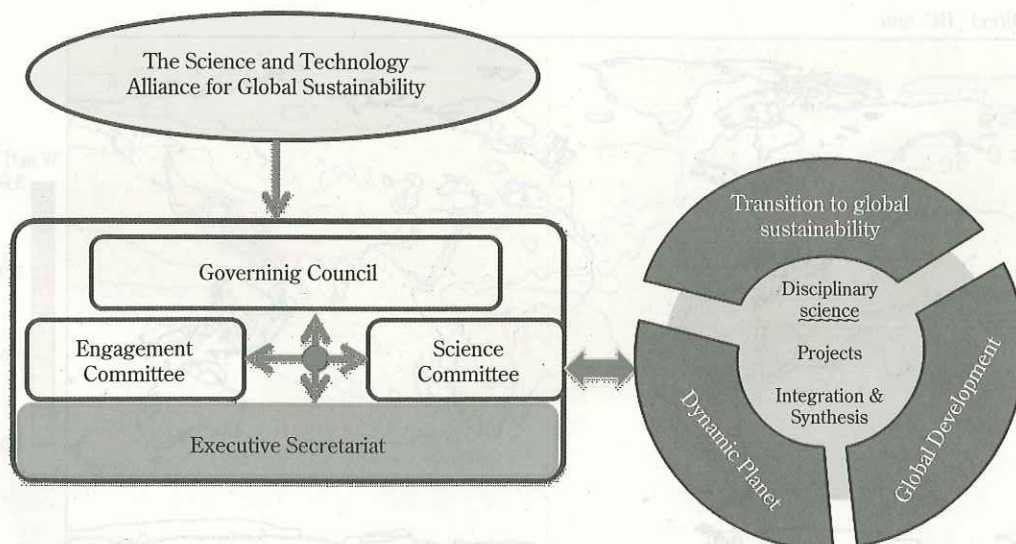 The Science and Technology
Alliance for Global Sustainability
Governinig Council
Engagement
Committee
Science
Committee
Executive Secretariat
Transition to global
sustainability
Disciplinary
science
Projects
Integration &
Synthesis
Dynamic Planet
Global Development